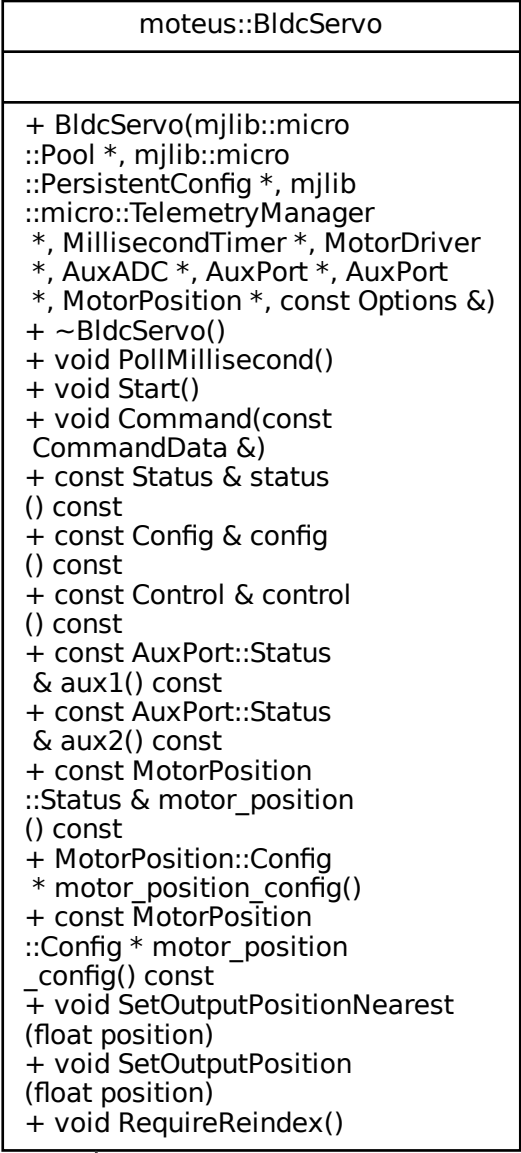 moteus::BldcServo
+ BldcServo(mjlib::micro
::Pool *, mjlib::micro
::PersistentConfig *, mjlib
::micro::TelemetryManager
*, MillisecondTimer *, MotorDriver
*, AuxADC *, AuxPort *, AuxPort
*, MotorPosition *, const Options &)
+ ~BldcServo()
+ void PollMillisecond()
+ void Start()
+ void Command(const
CommandData &)
+ const Status & status
() const
+ const Config & config
() const
+ const Control & control
() const
+ const AuxPort::Status
& aux1() const
+ const AuxPort::Status
& aux2() const
+ const MotorPosition
::Status & motor_position
() const
+ MotorPosition::Config
* motor_position_config()
+ const MotorPosition
::Config * motor_position
_config() const
+ void SetOutputPositionNearest
(float position)
+ void SetOutputPosition
(float position)
+ void RequireReindex()